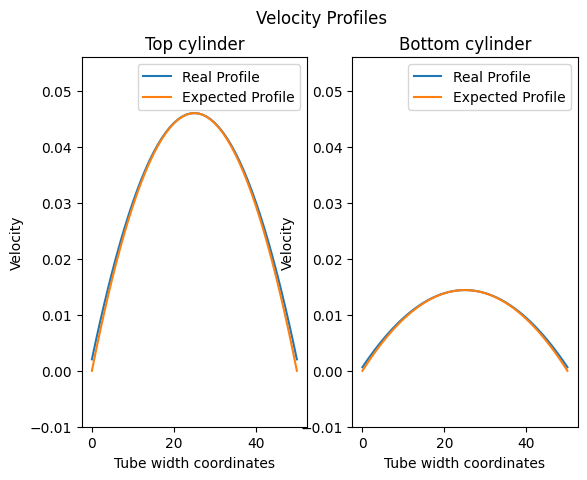 Velocity Profiles
Top cylinder
Real Profile
Expected Profile
0.05
0.04
0.03
0.02
0.01
0.00
−0.01
Velocity
0
20
40
Tube width coordinates
Bottom cylinder
Real Profile
Expected Profile
0.05
0.04
0.03
0.02
0.01
0.00
−0.01
Velocity
0
20
40
Tube width coordinates